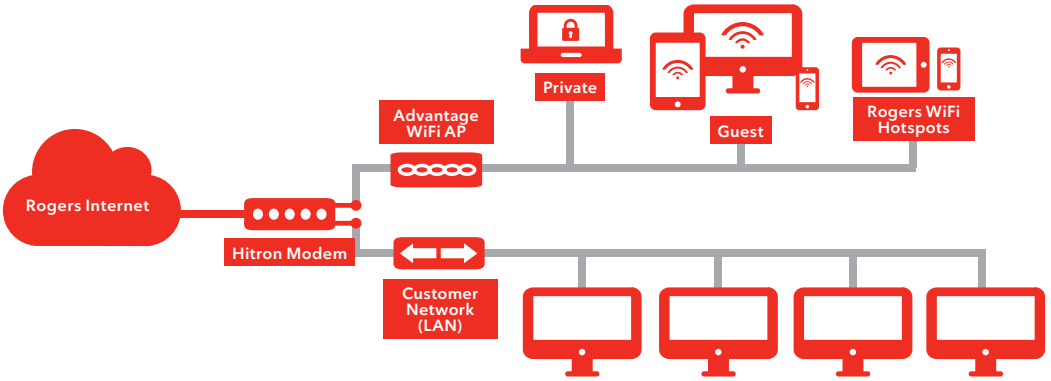 Private
Advantage
WiFi AP
Guest
Rogers WiFi
Hotspots
Rogers Internet
Hitron Modem
Customer
Network
(LAN)